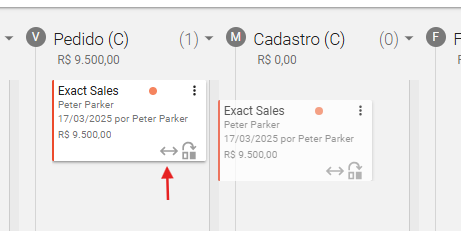 V Pedido (C) (1)
R$ 9.500,00
M Cadastro (C) (0)
R$ 0,00
F F
Exact Sales
Peter Parker
17/03/2025 por Peter Parker
R$ 9.500,00
Exact Sales
Peter Parker
17/03/2025 por Peter Parker
R$ 9.500,00